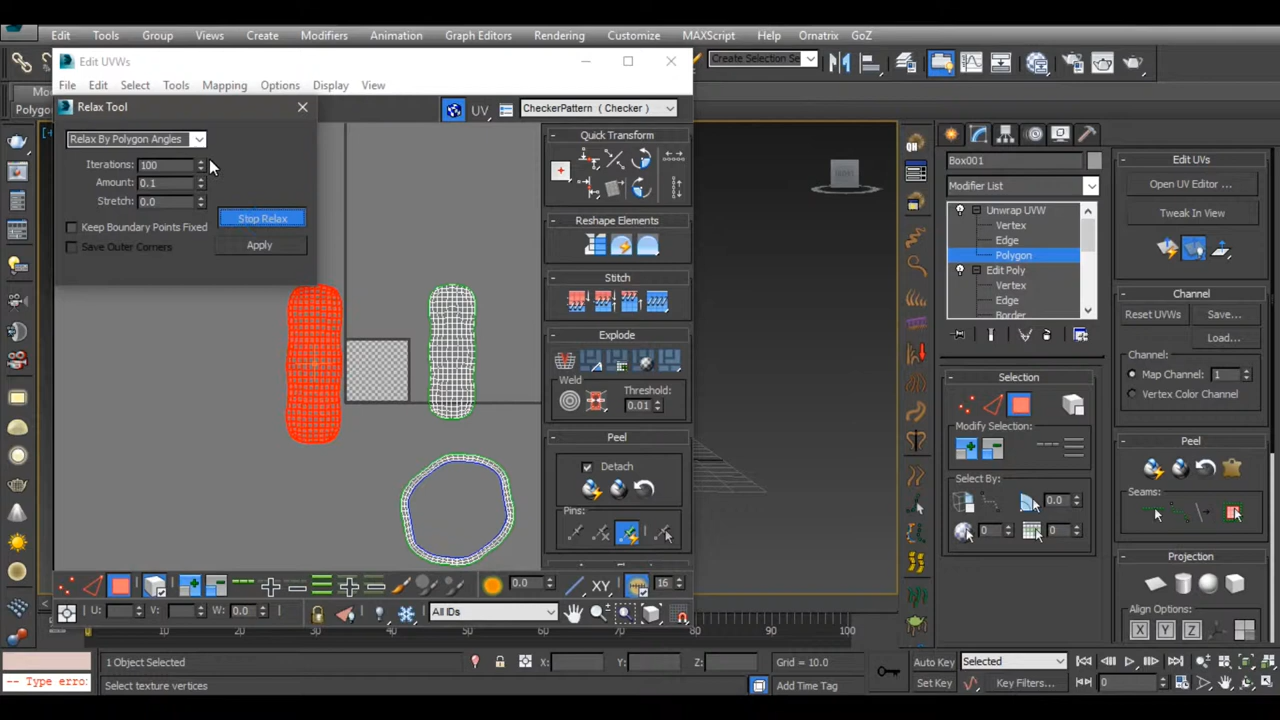 Edit Tools Group Views Create Modifiers Animation Graph Editors Rendering Customize MAXScript Help Ornatrix GoZ
Edit UVWs
Create Selection Se
File Edit Select Tools Mapping Options Display View
Relax Tool
UV CheckerPattern ( Checker )
Polygon
Relax By Polygon Angles
Iterations: 100
Amount: 0.1
Stretch: 0.0
Stop Relax
Keep Boundary Points Fixed
Save Outer Corners
Apply
Quick Transform
Reshape Elements
Stitch
Explode
Weld
Threshold:
0.01
Peel
Detach
Pins:
0.0
XY
16
U: V: W: 0.0
All IDs
Box001
Modifier List
Unwrap UVW
Vertex
Edge
Polygon
Edit Poly
Vertex
Edge
Border
Selection
Modify Selection:
Select By:
0.0
0
0
Edit UVs
Open UV Editor ...
Tweak In View
Channel
Reset UVWs Save...
Load...
Channel:
Map Channel: 1
Vertex Color Channel
Peel
Seams:
Projection
Align Options:
X Y Z
10 20 30 40 50 60 70 80 90 100
1 Object Selected
X: Y: Z: Grid = 10.0
Auto Key Selected
-- Type erro
Select texture vertices
Add Time Tag
Set Key Key Filters...
0